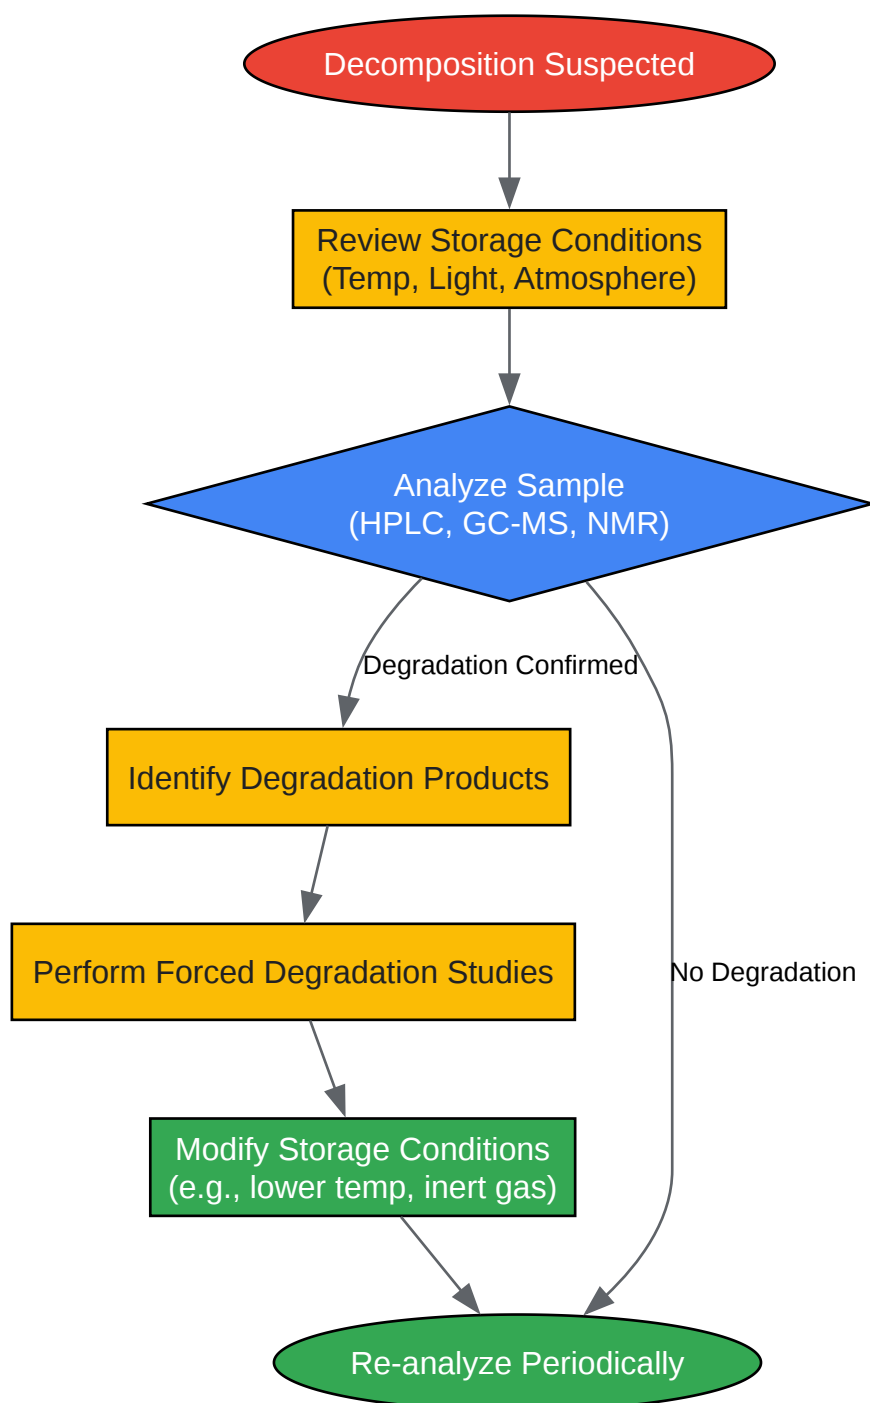 Decomposition Suspected
Review Storage Conditions
(Temp, Light, Atmosphere)
Analyze Sample
(HPLC, GC-MS, NMR)
Degradation Confirmed
Identify Degradation Products
Perform Forced Degradation Studies
No Degradation
Modify Storage Conditions
(e.g., lower temp, inert gas)
Re-analyze Periodically